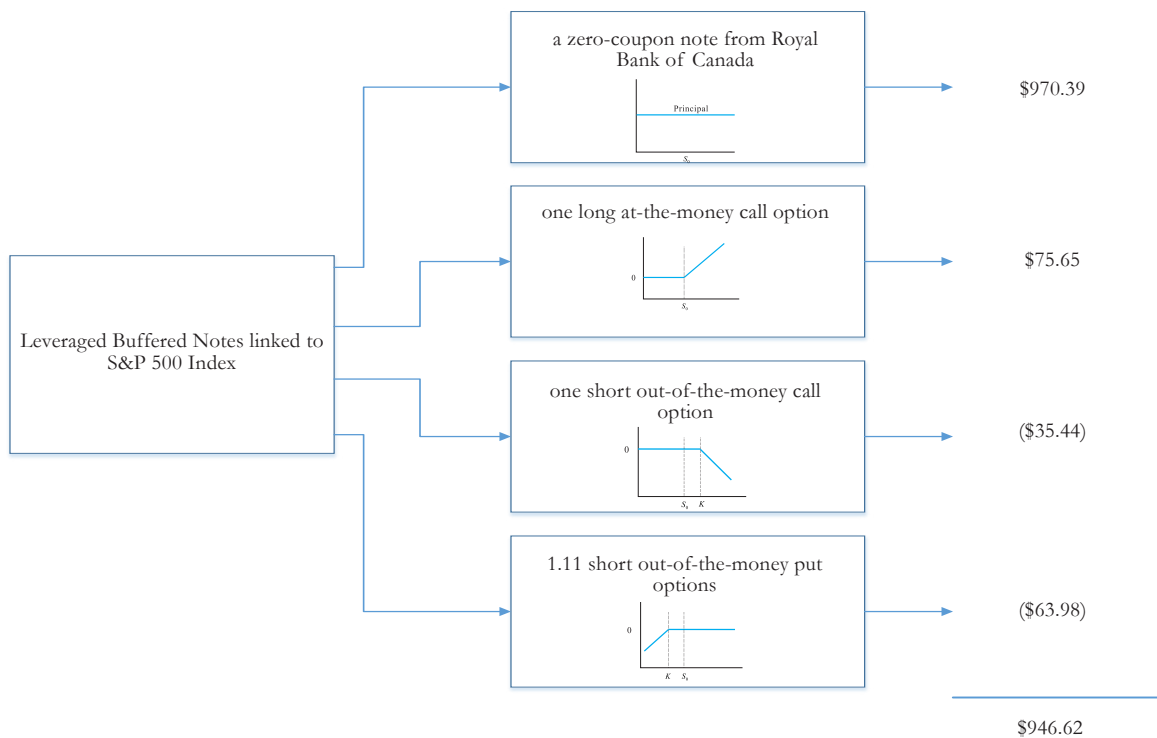 a zero-coupon note from Royal
Bank of Canada
Principal
S₀
$970.39
one long at-the-money call option
0
S₀
$75.65
Leveraged Buffered Notes linked to
S&P 500 Index
one short out-of-the-money call
option
0
S₀ K
($35.44)
1.11 short out-of-the-money put
options
0
K S₀
($63.98)
$946.62